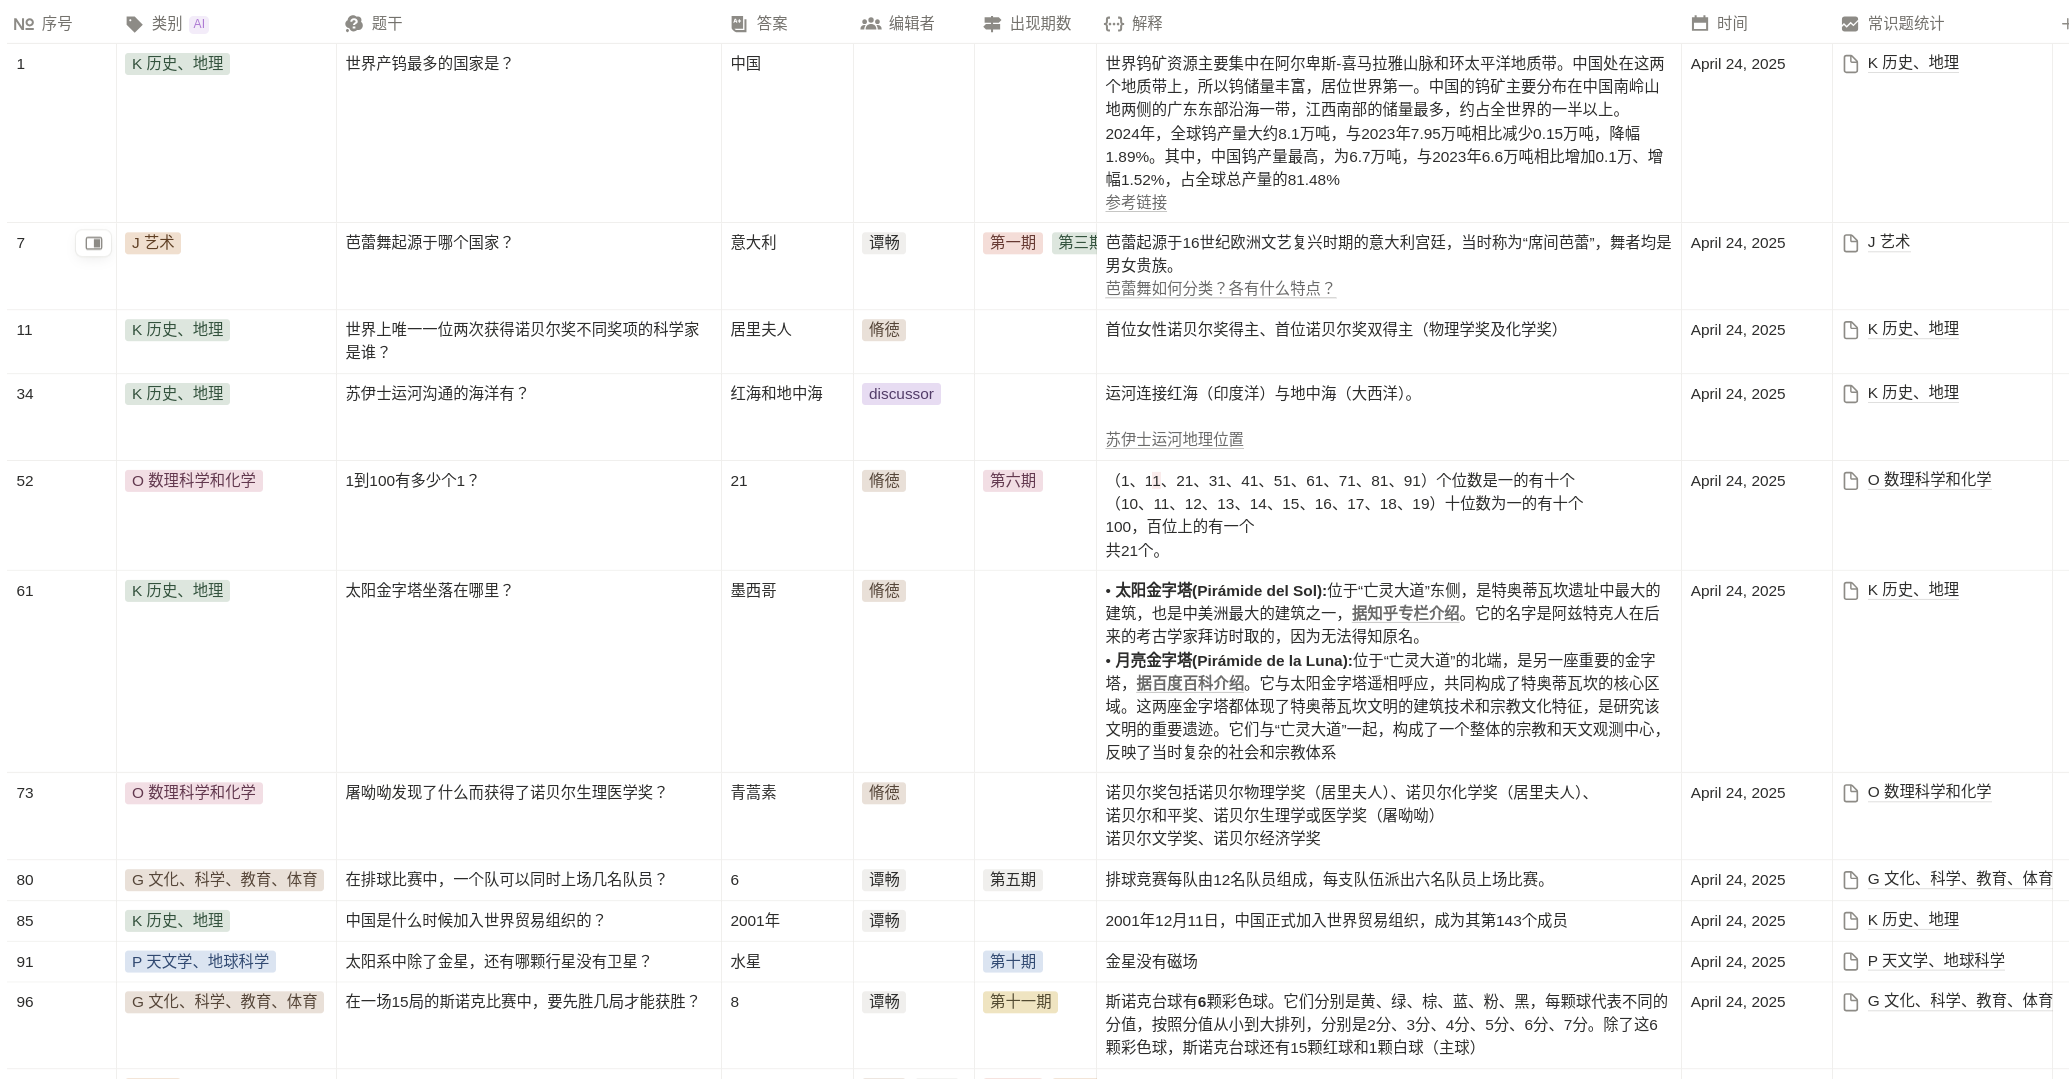 № 序号 类别 AI 题干 答案 编辑者 出现期数 解释 时间 常识题统计
1 K 历史、地理 世界产钨最多的国家是？ 中国 世界钨矿资源主要集中在阿尔卑斯-喜马拉雅山脉和环太平洋地质带。中国处在这两 April 24, 2025 K 历史、地理
个地质带上，所以钨储量丰富，居位世界第一。中国的钨矿主要分布在中国南岭山
地两侧的广东东部沿海一带，江西南部的储量最多，约占全世界的一半以上。
2024年，全球钨产量大约8.1万吨，与2023年7.95万吨相比减少0.15万吨，降幅
1.89%。其中，中国钨产量最高，为6.7万吨，与2023年6.6万吨相比增加0.1万、增
幅1.52%，占全球总产量的81.48%
参考链接
7 J 艺术 芭蕾舞起源于哪个国家？ 意大利 谭畅 第一期 第三期 芭蕾起源于16世纪欧洲文艺复兴时期的意大利宫廷，当时称为“席间芭蕾”，舞者均是 April 24, 2025 J 艺术
男女贵族。
芭蕾舞如何分类？各有什么特点？
11 K 历史、地理 世界上唯一一位两次获得诺贝尔奖不同奖项的科学家 居里夫人 脩徳 首位女性诺贝尔奖得主、首位诺贝尔奖双得主（物理学奖及化学奖） April 24, 2025 K 历史、地理
是谁？
34 K 历史、地理 苏伊士运河沟通的海洋有？ 红海和地中海 discussor 运河连接红海（印度洋）与地中海（大西洋）。 April 24, 2025 K 历史、地理
苏伊士运河地理位置
52 O 数理科学和化学 1到100有多少个1？ 21 脩徳 第六期 （1、11、21、31、41、51、61、71、81、91）个位数是一的有十个 April 24, 2025 O 数理科学和化学
（10、11、12、13、14、15、16、17、18、19）十位数为一的有十个
100，百位上的有一个
共21个。
61 K 历史、地理 太阳金字塔坐落在哪里？ 墨西哥 脩徳 • 太阳金字塔(Pirámide del Sol):位于“亡灵大道”东侧，是特奥蒂瓦坎遗址中最大的 April 24, 2025 K 历史、地理
建筑，也是中美洲最大的建筑之一，据知乎专栏介绍。它的名字是阿兹特克人在后
来的考古学家拜访时取的，因为无法得知原名。
• 月亮金字塔(Pirámide de la Luna):位于“亡灵大道”的北端，是另一座重要的金字
塔，据百度百科介绍。它与太阳金字塔遥相呼应，共同构成了特奥蒂瓦坎的核心区
域。这两座金字塔都体现了特奥蒂瓦坎文明的建筑技术和宗教文化特征，是研究该
文明的重要遗迹。它们与“亡灵大道”一起，构成了一个整体的宗教和天文观测中心，
反映了当时复杂的社会和宗教体系
73 O 数理科学和化学 屠呦呦发现了什么而获得了诺贝尔生理医学奖？ 青蒿素 脩徳 诺贝尔奖包括诺贝尔物理学奖（居里夫人）、诺贝尔化学奖（居里夫人）、 April 24, 2025 O 数理科学和化学
诺贝尔和平奖、诺贝尔生理学或医学奖（屠呦呦）
诺贝尔文学奖、诺贝尔经济学奖
80 G 文化、科学、教育、体育 在排球比赛中，一个队可以同时上场几名队员？ 6 谭畅 第五期 排球竞赛每队由12名队员组成，每支队伍派出六名队员上场比赛。 April 24, 2025 G 文化、科学、教育、体育
85 K 历史、地理 中国是什么时候加入世界贸易组织的？ 2001年 谭畅 2001年12月11日，中国正式加入世界贸易组织，成为其第143个成员 April 24, 2025 K 历史、地理
91 P 天文学、地球科学 太阳系中除了金星，还有哪颗行星没有卫星？ 水星 第十期 金星没有磁场 April 24, 2025 P 天文学、地球科学
96 G 文化、科学、教育、体育 在一场15局的斯诺克比赛中，要先胜几局才能获胜？ 8 谭畅 第十一期 斯诺克台球有6颗彩色球。它们分别是黄、绿、棕、蓝、粉、黑，每颗球代表不同的 April 24, 2025 G 文化、科学、教育、体育
分值，按照分值从小到大排列，分别是2分、3分、4分、5分、6分、7分。除了这6
颗彩色球，斯诺克台球还有15颗红球和1颗白球（主球）